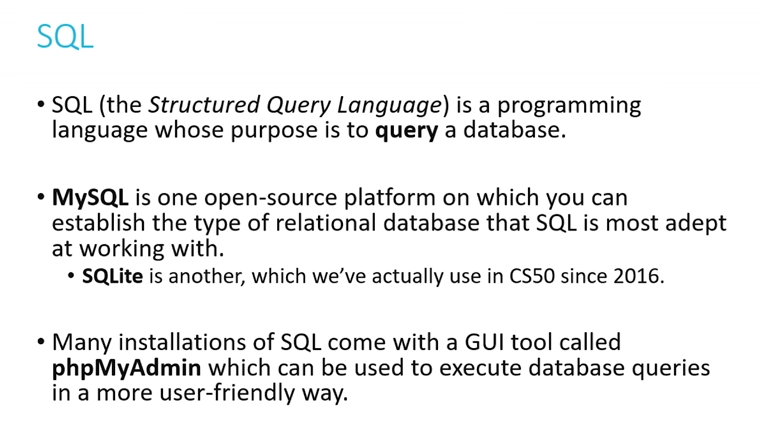 SQL
• SQL (the Structured Query Language) is a programming
language whose purpose is to query a database.
• MySQL is one open-source platform on which you can
establish the type of relational database that SQL is most adept
at working with.
• SQLite is another, which we’ve actually use in CS50 since 2016.
• Many installations of SQL come with a GUI tool called
phpMyAdmin which can be used to execute database queries
in a more user-friendly way.